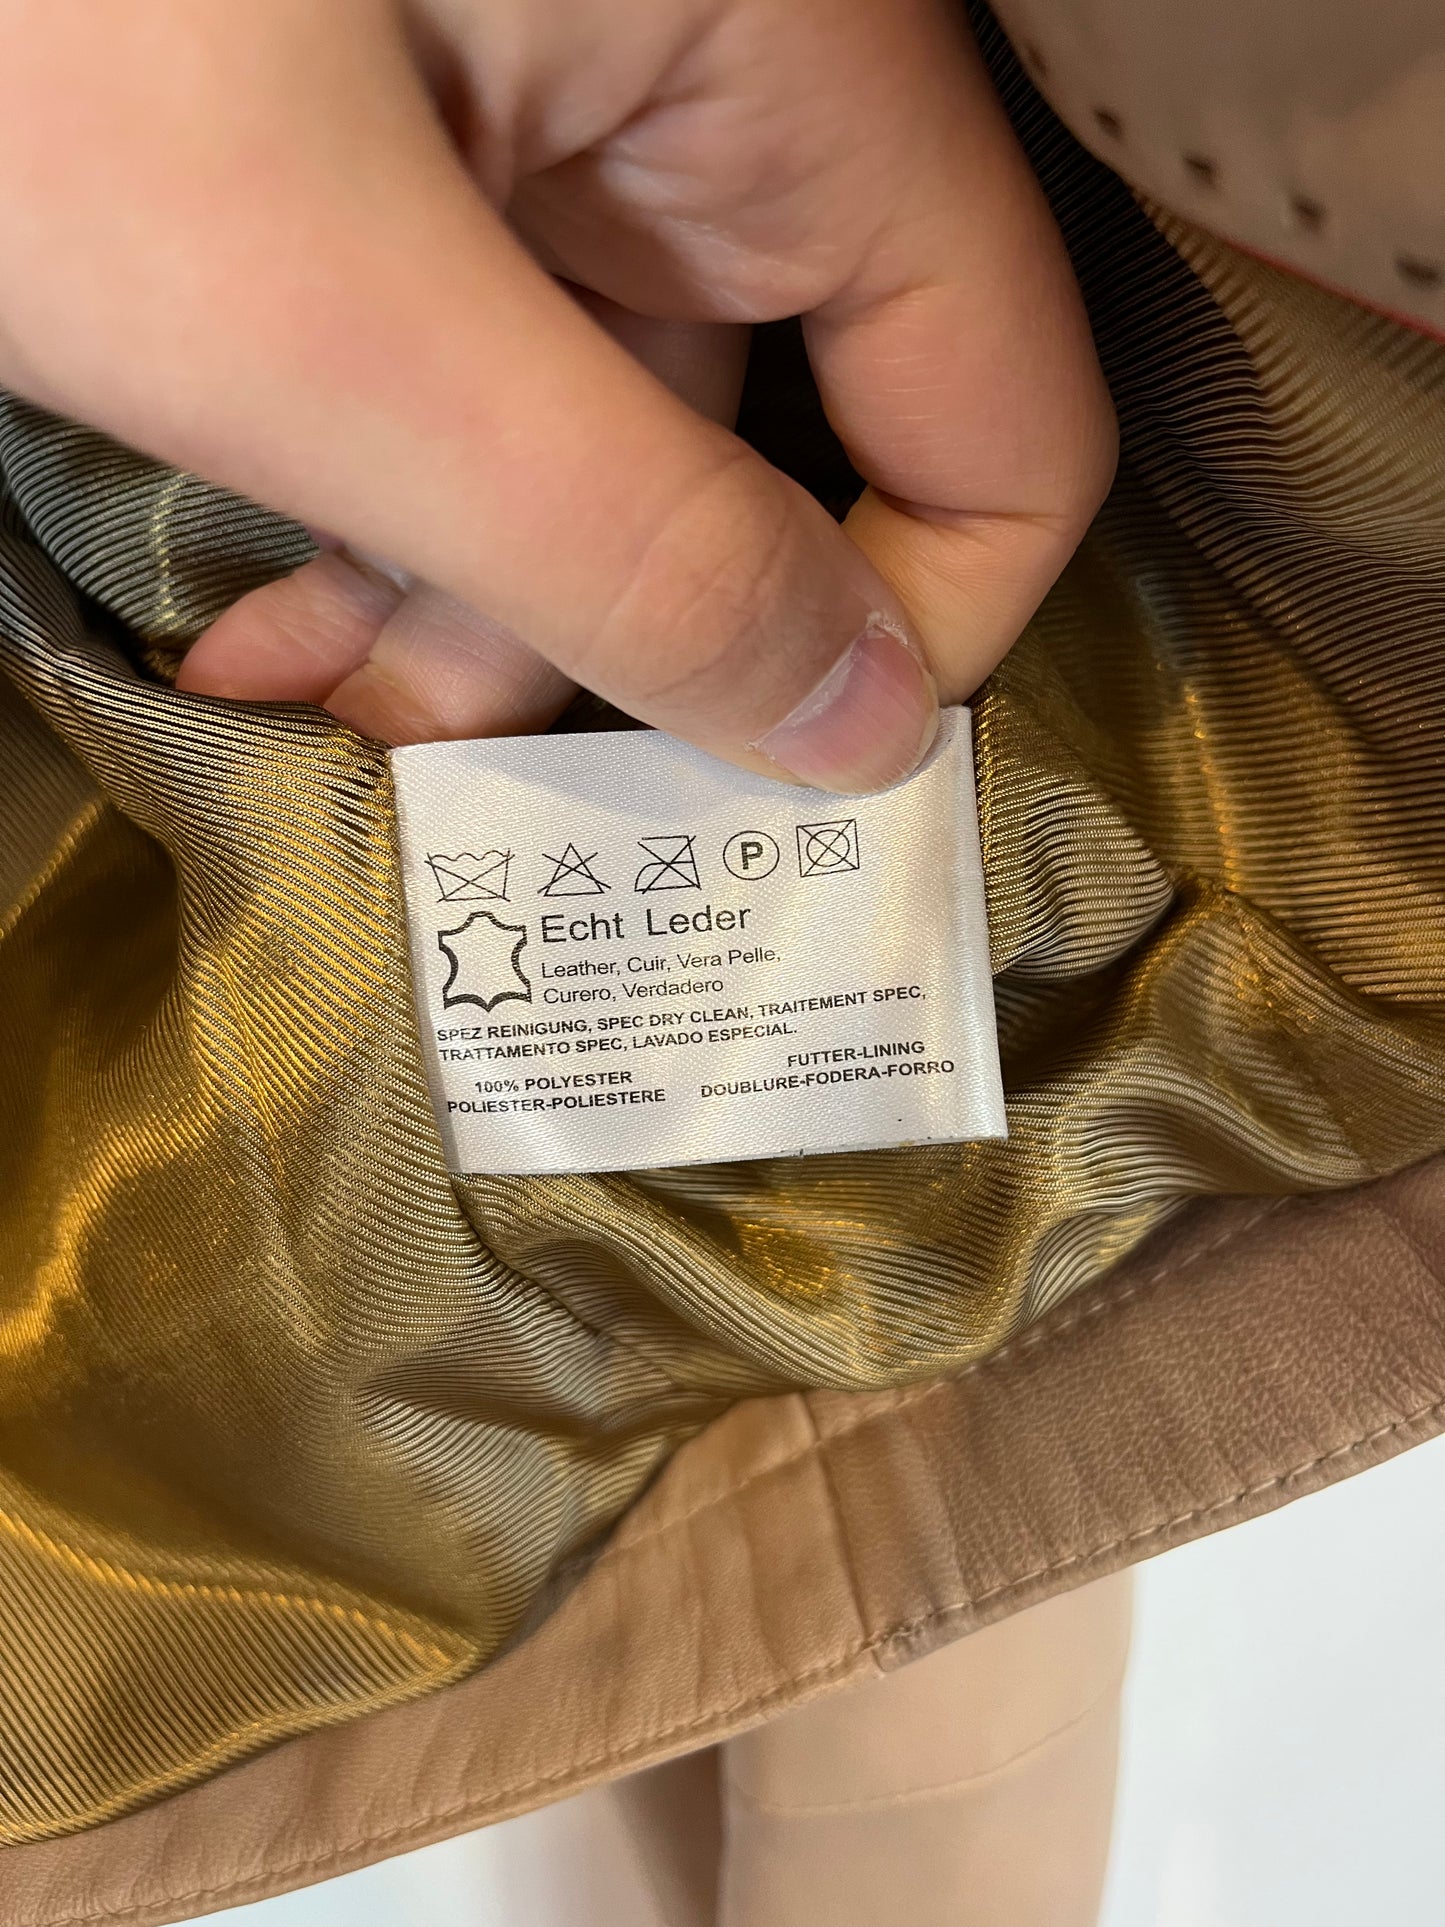 P
Echt Leder
Leather, Cuir, Vera Pelle,
Curero, Verdadero
SPEZ REINIGUNG, SPEC DRY CLEAN, TRAITEMENT SPEC,
TRATTAMENTO SPEC, LAVADO ESPECIAL.
100% POLYESTER
POLIESTER-POLIESTERE
FUTTER-LINING
DOUBLURE-FODERA-FORRO